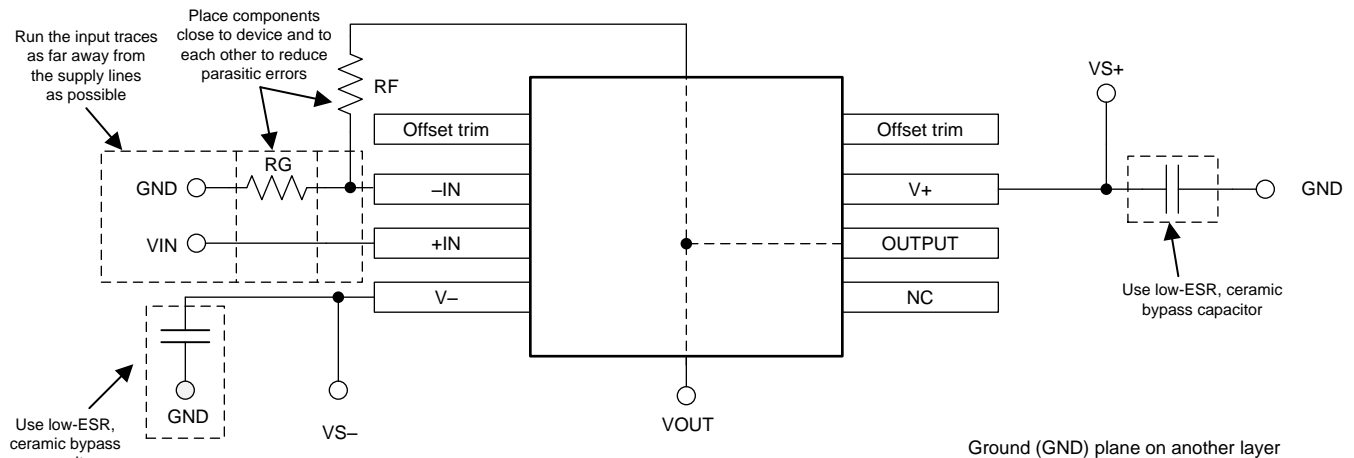 Place components
close to device and to
each other to reduce
parasitic errors
Run the input traces
as far away from
the supply lines
as possible
RF
VS+
Offset trim
Offset trim
RG
GND
–IN
V+
GND
VIN
+IN
OUTPUT
V–
NC
Use low-ESR, ceramic
bypass capacitor
GND
VS–
VOUT
Use low-ESR,
ceramic bypass
Ground (GND) plane on another layer